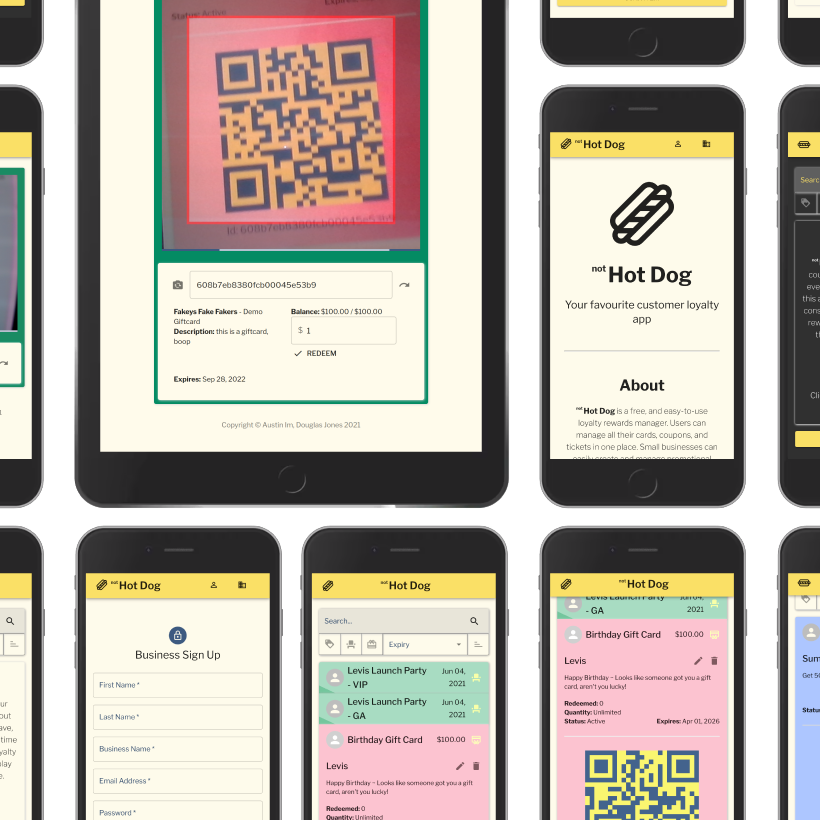 Status: Active
Expires:
Id: 608b7eb8380fcb00045e53b9
608b7eb8380fcb00045e53b9
Fakeys Fake Fakers - Demo
Giftcard
Description: this is a giftcard,
boop
Balance: $100.00 / $100.00
$ 1
REDEEM
Expires: Sep 28, 2022
Copyright © Austin Im, Douglas Jones 2021
not Hot Dog
not Hot Dog
Your favourite customer loyalty
app
About
not Hot Dog is a free, and easy-to-use
loyalty rewards manager. Users can
manage all their cards, coupons, and
tickets in one place. Small businesses can
easily create and manage promotional
not Hot Dog
Business Sign Up
First Name *
Last Name *
Business Name *
Email Address *
Password *
not Hot Dog
Search...
Expiry
Levis Launch Party
- VIP
Jun 04,
2021
Levis Launch Party
- GA
Jun 04,
2021
Birthday Gift Card
$100.00
Levis
Happy Birthday ~ Looks like someone got you a gift
card, aren't you lucky!
Redeemed: 0
Quantity: Unlimited
not Hot Dog
Levis Launch Party
- GA
Jun 04,
2021
Birthday Gift Card
$100.00
Levis
Happy Birthday ~ Looks like someone got you a gift
card, aren't you lucky!
Redeemed: 0
Quantity: Unlimited
Status: Active
Expires: Apr 01, 2026